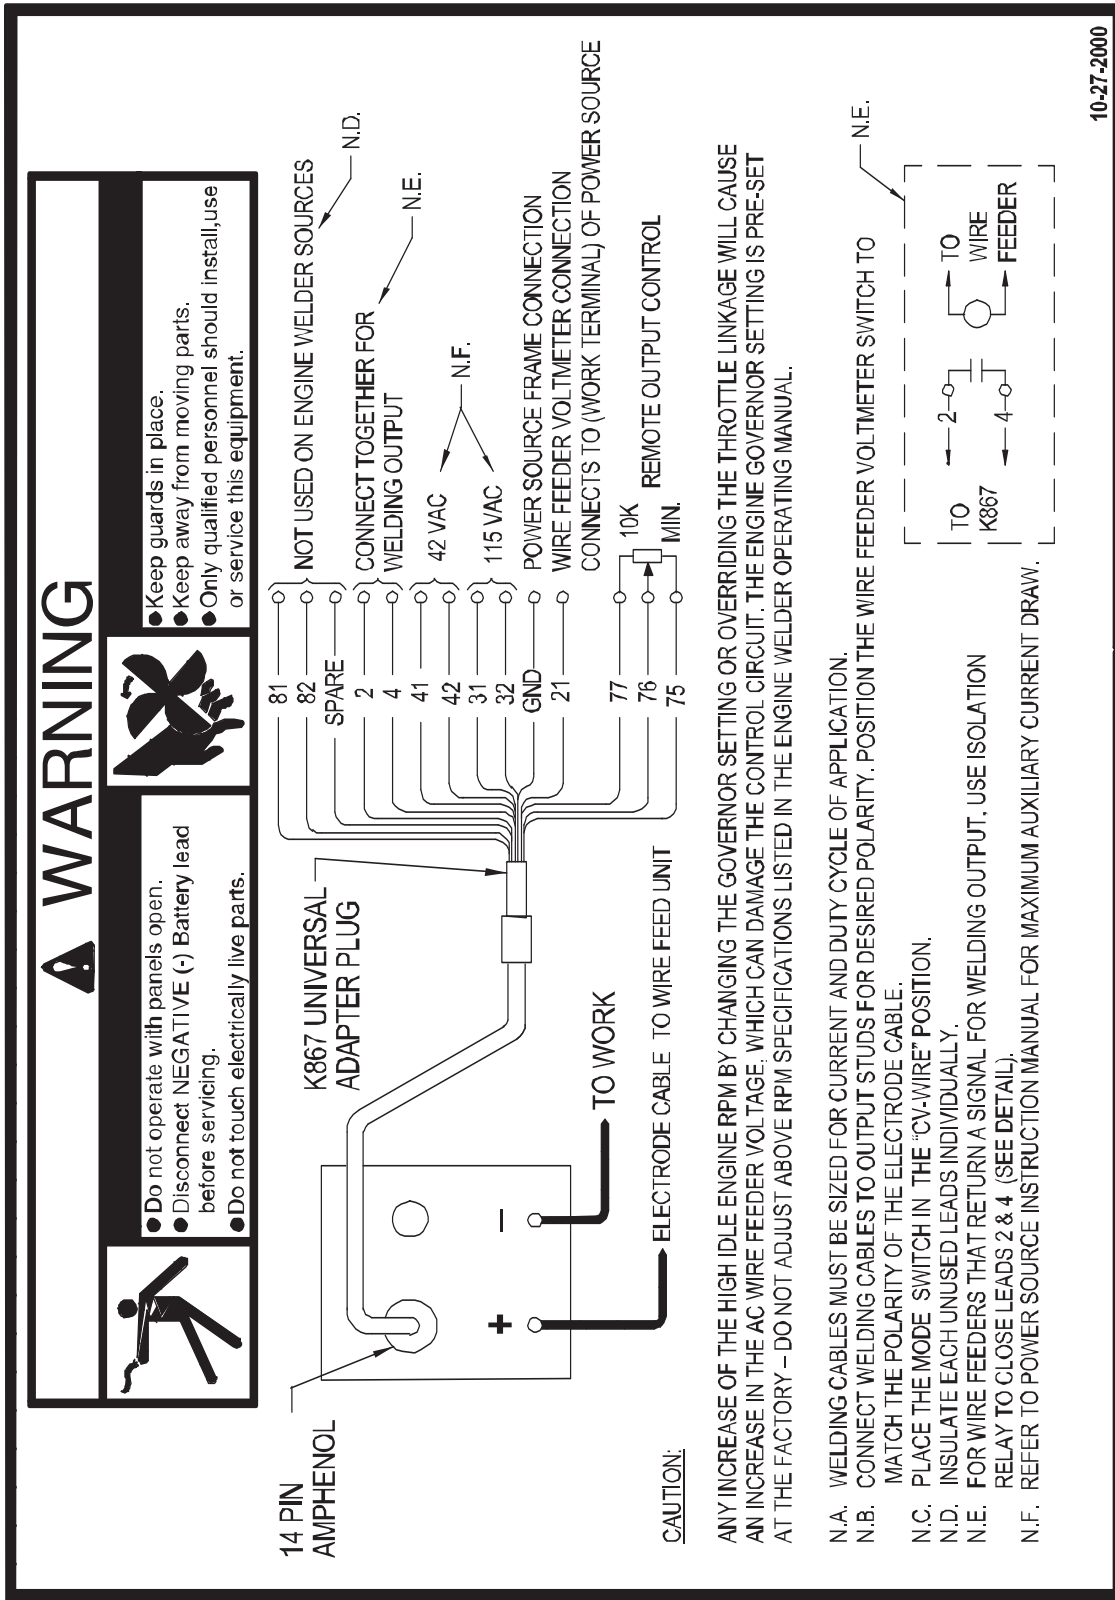 WARNING
● Do not operate with panels open.
● Disconnect NEGATIVE (-) Battery lead
before servicing.
● Do not touch electrically live parts.
● Keep guards in place.
● Keep away from moving parts.
● Only qualified personnel should install,use
or service this equipment.
14 PIN
AMPHENOL
K867 UNIVERSAL
ADAPTER PLUG
81
82
SPARE
2
4
41
42
31
32
GND
21
77
76
75
NOT USED ON ENGINE WELDER SOURCES
N.D.
CONNECT TOGETHER FOR
WELDING OUTPUT
N.E.
42 VAC
115 VAC
N.F.
POWER SOURCE FRAME CONNECTION
WIRE FEEDER VOLTMETER CONNECTION
CONNECTS TO (WORK TERMINAL) OF POWER SOURCE
10K
MIN.
REMOTE OUTPUT CONTROL
+
−
TO WORK
ELECTRODE CABLE TO WIRE FEED UNIT
CAUTION:
ANY INCREASE OF THE HIGH IDLE ENGINE RPM BY CHANGING THE GOVERNOR SETTING OR OVERRIDING THE THROTTLE LINKAGE WILL CAUSE
AN INCREASE IN THE AC WIRE FEEDER VOLTAGE, WHICH CAN DAMAGE THE CONTROL CIRCUIT. THE ENGINE GOVERNOR SETTING IS PRE-SET
AT THE FACTORY – DO NOT ADJUST ABOVE RPM SPECIFICATIONS LISTED IN THE ENGINE WELDER OPERATING MANUAL.
N.A. WELDING CABLES MUST BE SIZED FOR CURRENT AND DUTY CYCLE OF APPLICATION.
N.B. CONNECT WELDING CABLES TO OUTPUT STUDS FOR DESIRED POLARITY. POSITION THE WIRE FEEDER VOLTMETER SWITCH TO
MATCH THE POLARITY OF THE ELECTRODE CABLE.
N.C. PLACE THE MODE SWITCH IN THE "CV-WIRE" POSITION.
N.D. INSULATE EACH UNUSED LEADS INDIVIDUALLY.
N.E. FOR WIRE FEEDERS THAT RETURN A SIGNAL FOR WELDING OUTPUT, USE ISOLATION
RELAY TO CLOSE LEADS 2 & 4 (SEE DETAIL).
N.F. REFER TO POWER SOURCE INSTRUCTION MANUAL FOR MAXIMUM AUXILIARY CURRENT DRAW.
N.E.
TO
K867
2
4
TO
WIRE
FEEDER
10-27-2000